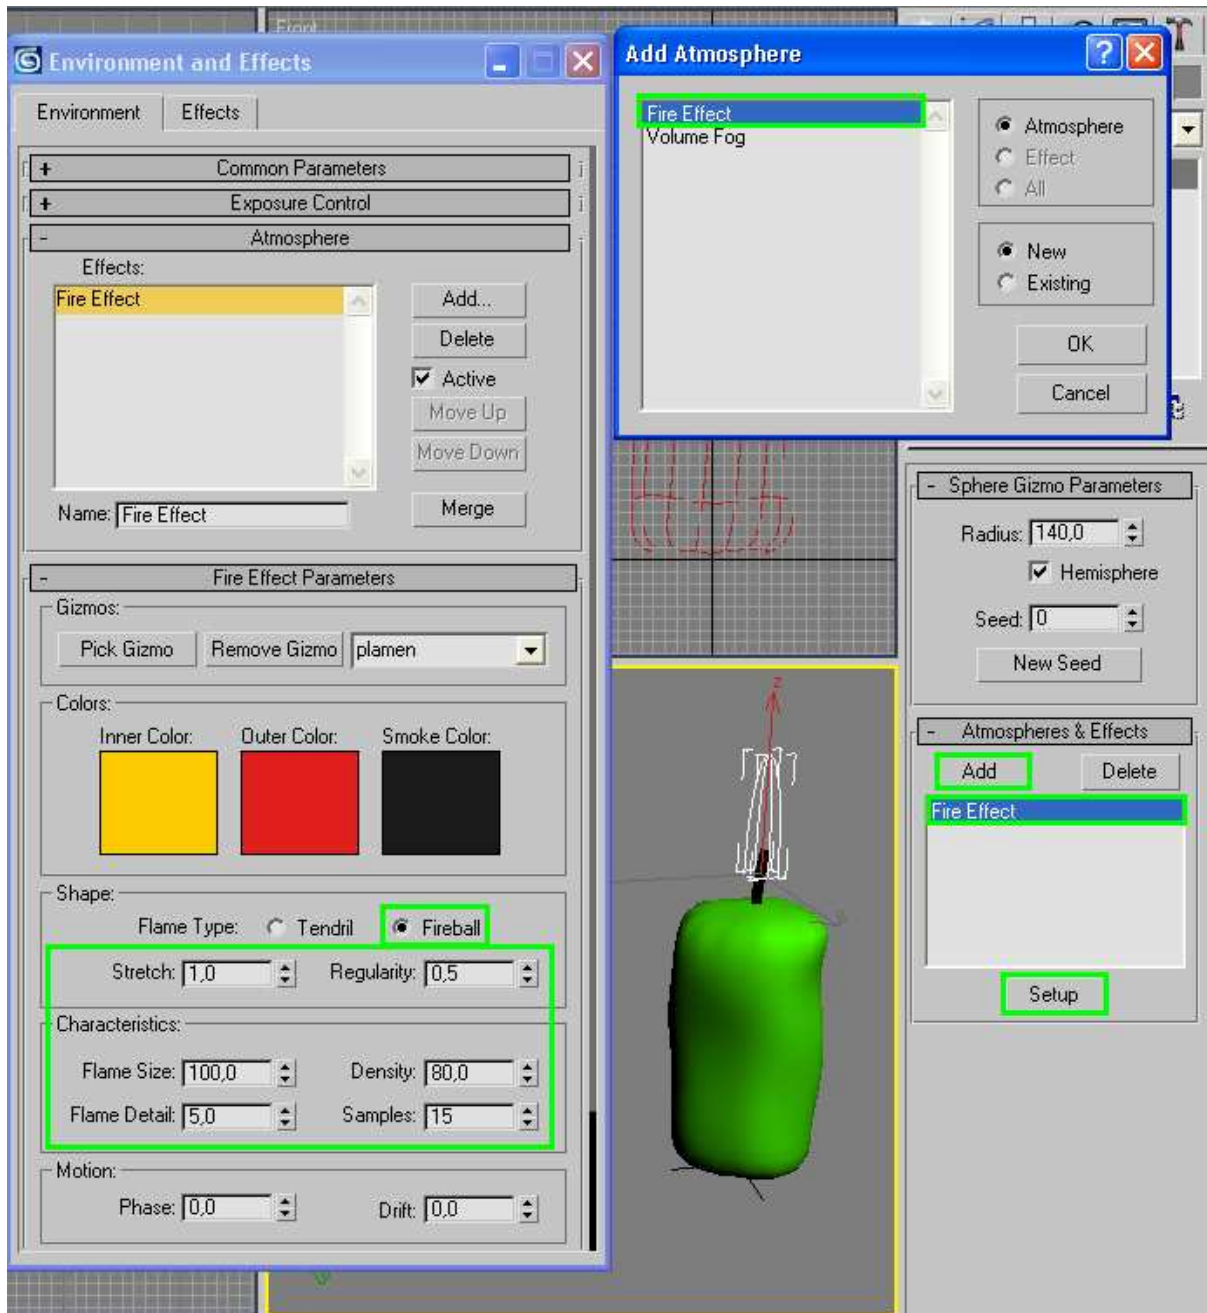 Front
Environment and Effects
Environment Effects
+ Common Parameters
+ Exposure Control
- Atmosphere
Effects:
Fire Effect
Add...
Delete
Active
Move Up
Move Down
Name: Fire Effect
Merge
- Fire Effect Parameters
Gizmos:
Pick Gizmo Remove Gizmo plamen
Colors:
Inner Color: Outer Color: Smoke Color:
Shape:
Flame Type: Tendril Fireball
Stretch: 1,0 Regularity: 0,5
Characteristics:
Flame Size: 100,0 Density: 80,0
Flame Detail: 5,0 Samples: 15
Motion:
Phase: 0,0 Drift: 0,0
Add Atmosphere
Fire Effect
Volume Fog
Atmosphere
Effect
All
New
Existing
OK
Cancel
z
- Sphere Gizmo Parameters
Radius: 140,0
Hemisphere
Seed: 0
New Seed
- Atmospheres & Effects
Add Delete
Fire Effect
Setup